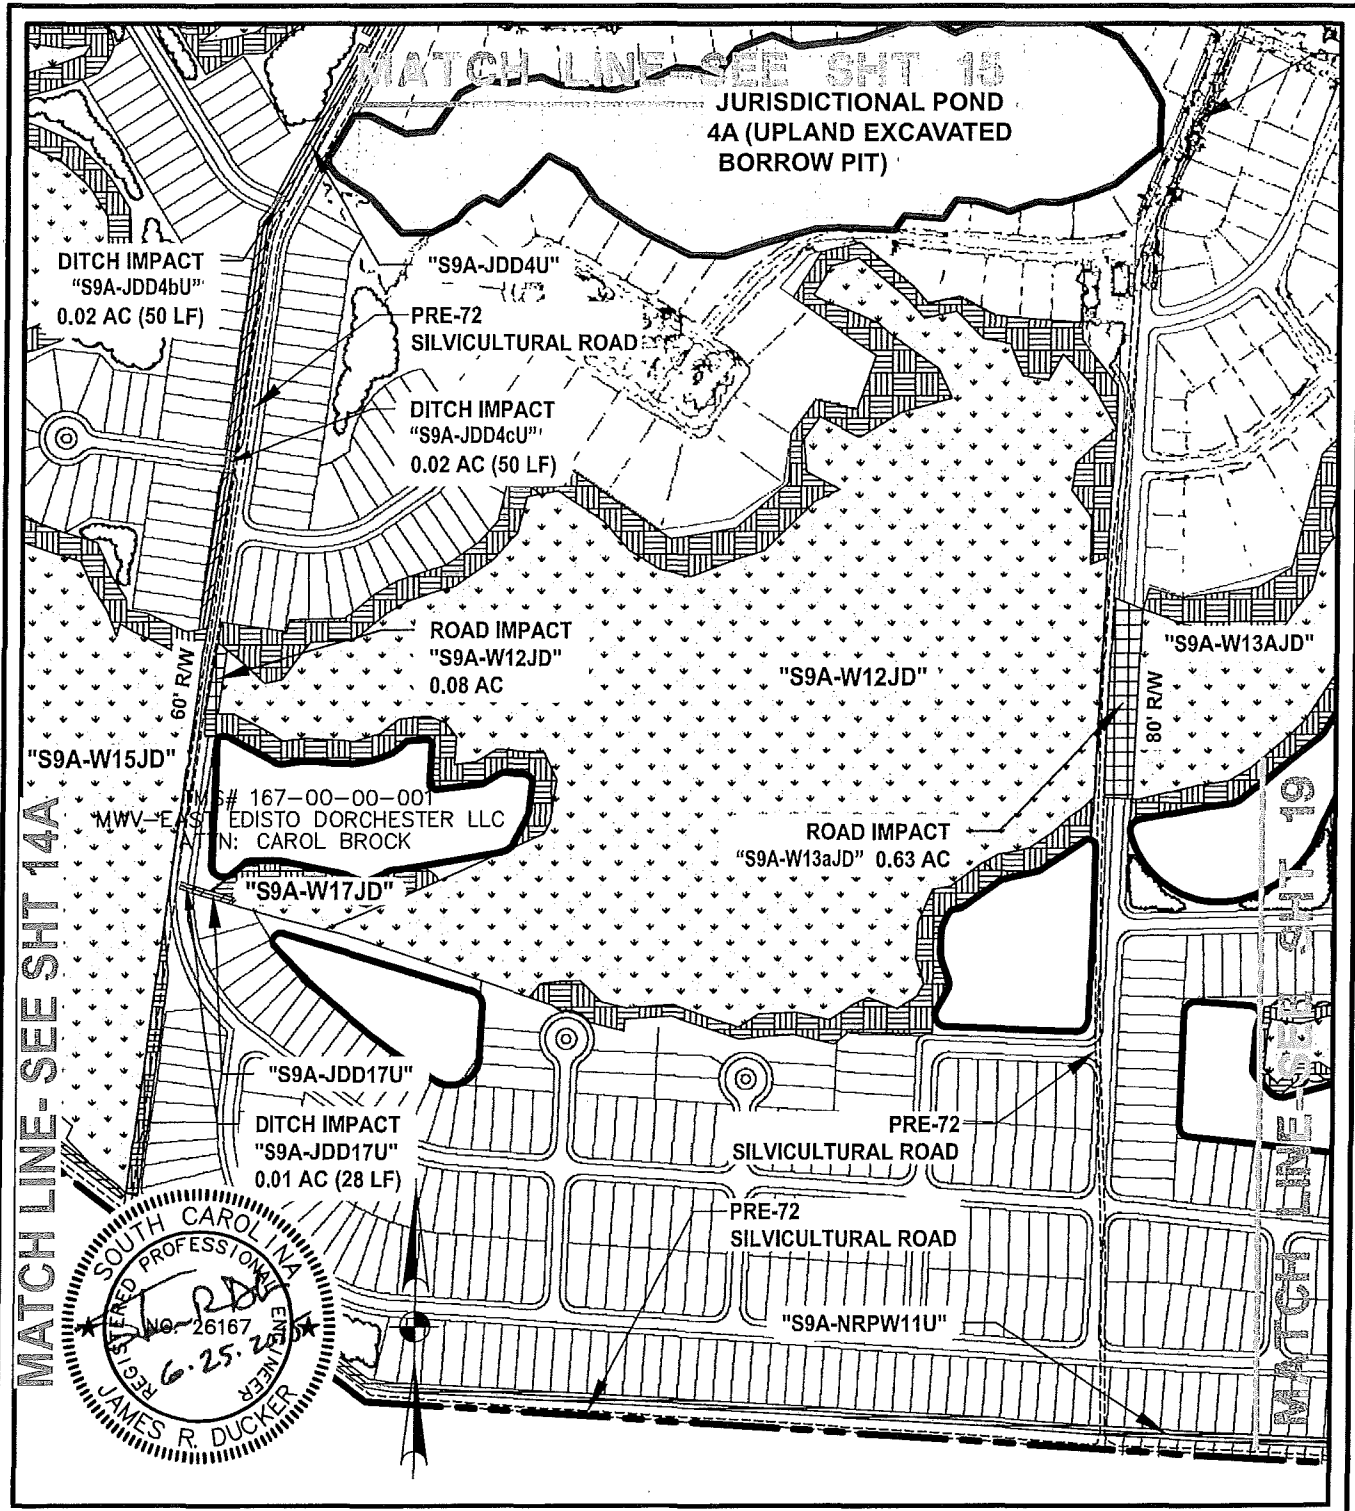 MATCH LINE-SEE SHT 15
JURISDICTIONAL POND
4A (UPLAND EXCAVATED
BORROW PIT)
DITCH IMPACT
"S9A-JDD4bU"
0.02 AC (50 LF)
"S9A-JDD4U"
PRE-72
SILVICULTURAL ROAD
DITCH IMPACT
"S9A-JDD4cU"
0.02 AC (50 LF)
60' R/W
ROAD IMPACT
"S9A-W12JD"
0.08 AC
"S9A-W12JD"
"S9A-W13AJD"
80' R/W
"S9A-W15JD"
# 167-00-00-001
MWV-EAST EDISTO DORCHESTER LLC
ATTN: CAROL BROCK
ROAD IMPACT
"S9A-W13aJD" 0.63 AC
"S9A-W17JD"
MATCH LINE-SEE SHT 14A
MATCH LINE-SEE SHT 19
"S9A-JDD17U"
DITCH IMPACT
"S9A-JDD17U"
0.01 AC (28 LF)
PRE-72
SILVICULTURAL ROAD
PRE-72
SILVICULTURAL ROAD
"S9A-NRPW11U"
SOUTH CAROLINA
REGISTERED PROFESSIONAL ENGINEER
NO. 26167
JAMES R. DUCKER